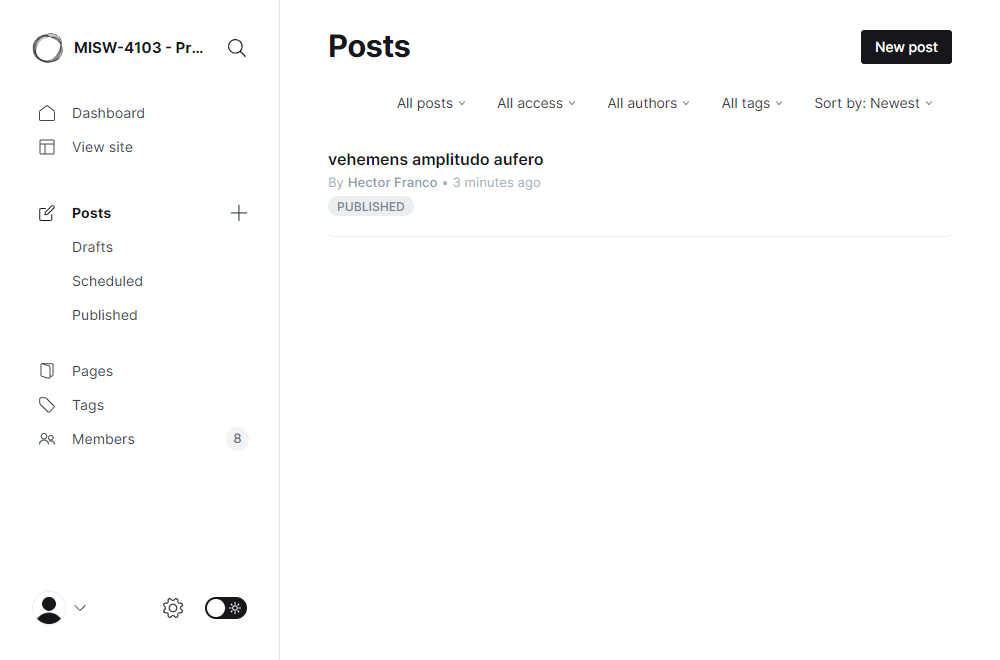 MISW-4103 - Pr...
Dashboard
View site
Posts
Drafts
Scheduled
Published
Pages
Tags
Members
8
Posts
New post
All posts
All access
All authors
All tags
Sort by: Newest
vehemens amplitudo aufero
By Hector Franco • 3 minutes ago
PUBLISHED